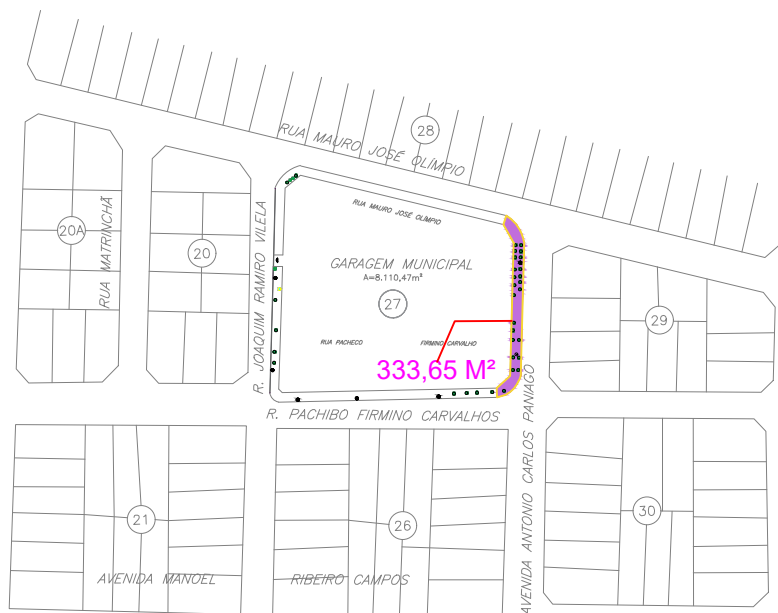 28
RUA MAURO JOSÉ OLÍMPIO
RUA MATRINCHÃ
20A
20
R. JOAQUIM RAMIRO VILELA
RUA MAURO JOSÉ OLÍMPIO
GARAGEM MUNICIPAL
A=8.110,47m²
27
29
RUA PACHECO
FIRMINO CARVALHO
333,65 M²
R. PACHIBO FIRMINO CARVALHOS
AVENIDA ANTONIO CARLOS PANIAGO
21
26
30
AVENIDA MANOEL
RIBEIRO CAMPOS